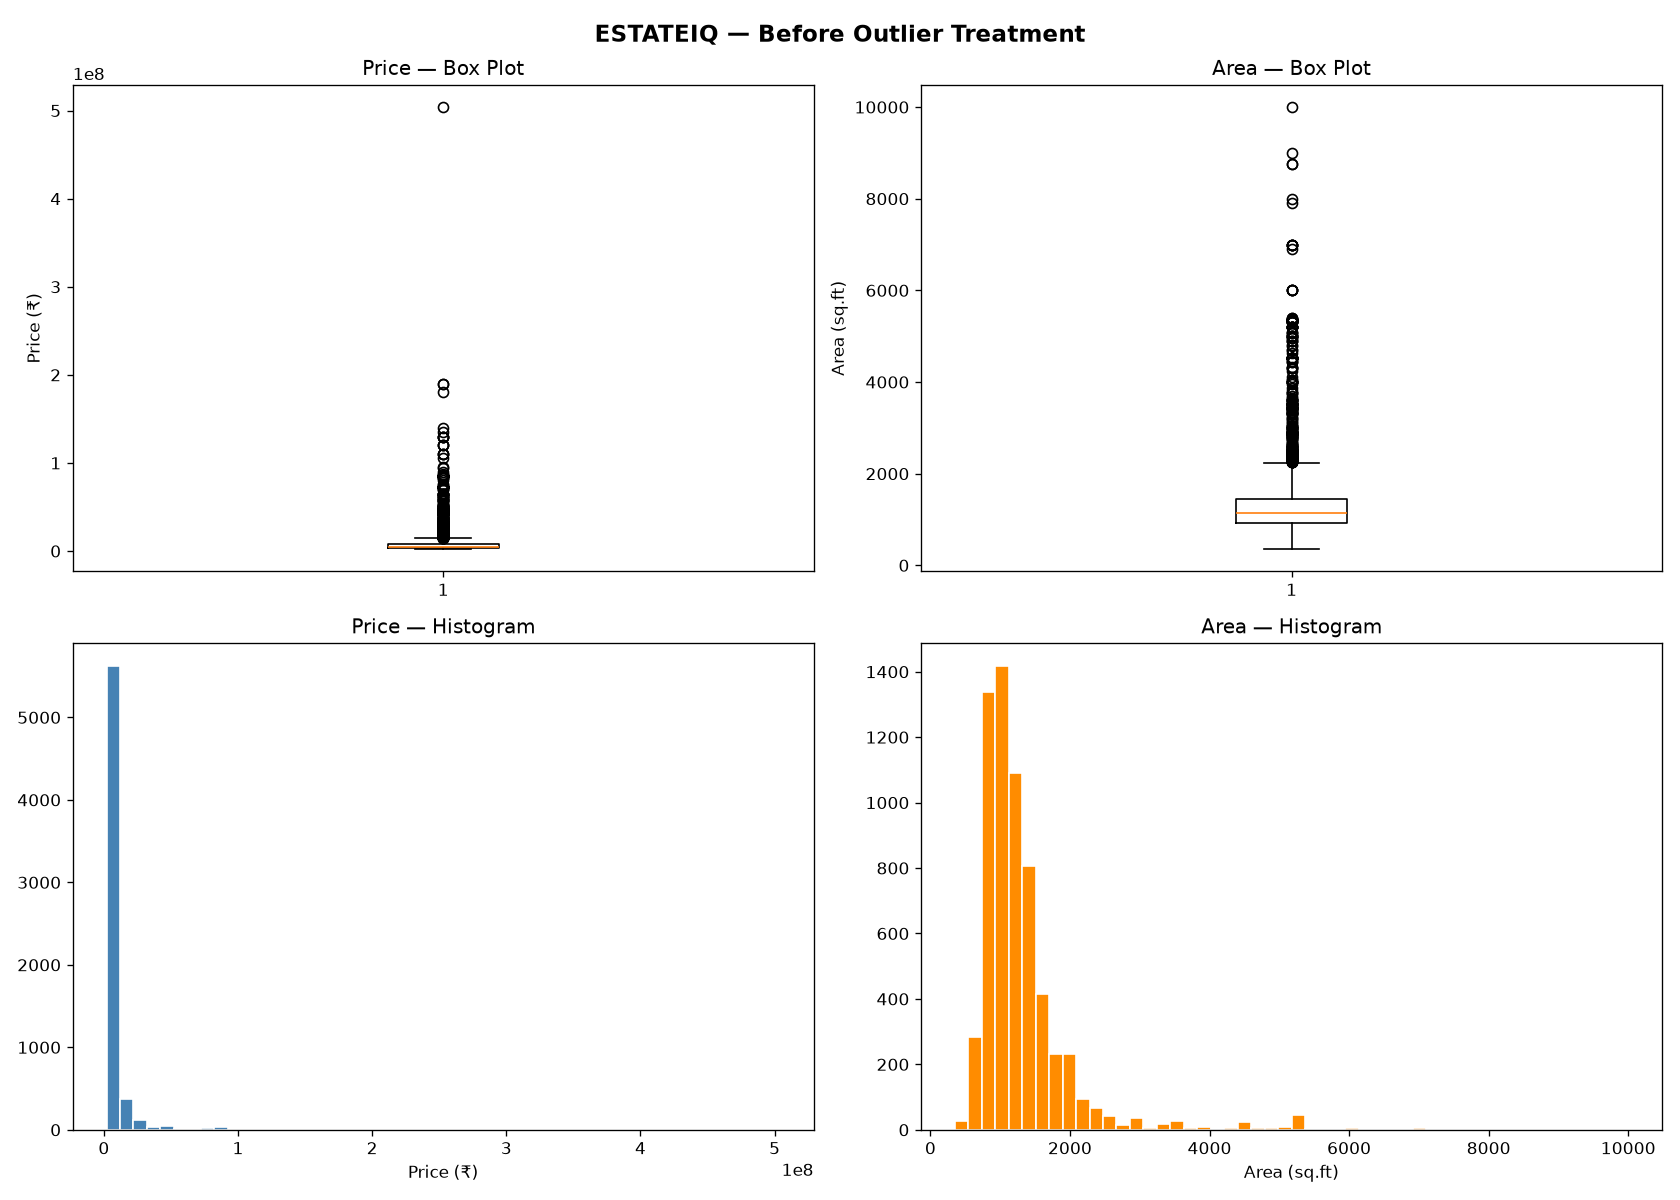 ESTATEIQ — Before Outlier Treatment
Price — Box Plot
1e8
5
4
3
2
1
0
Price (₹)
1
Area — Box Plot
10000
8000
6000
4000
2000
0
Area (sq.ft)
1
Price — Histogram
5000
4000
3000
2000
1000
0
0 1 2 3 4 5
Price (₹)
1e8
Area — Histogram
1400
1200
1000
800
600
400
200
0
0 2000 4000 6000 8000 10000
Area (sq.ft)